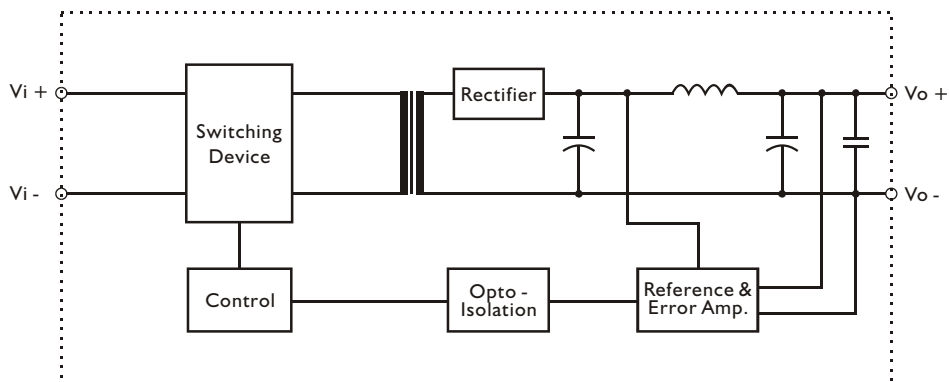 Vi +
Switching
Device
Rectifier
Vo +
Vi -
Vo -
Control
Opto -
Isolation
Reference &
Error Amp.